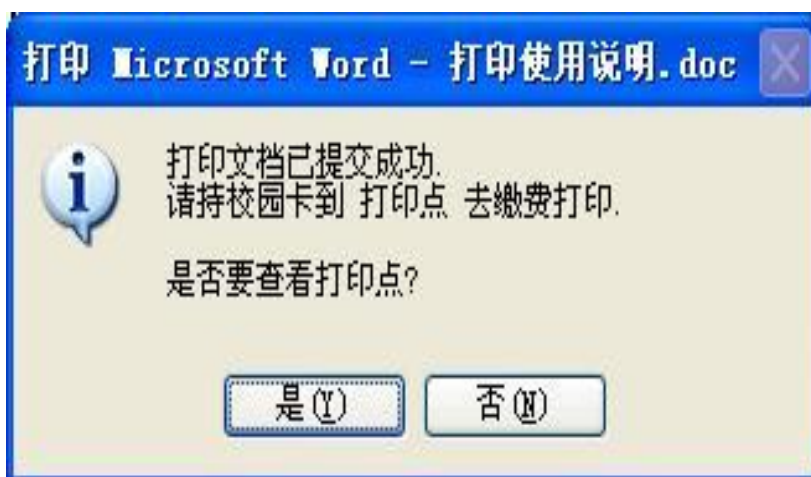 打印 Microsoft Word - 打印使用说明.doc
打印文档已提交成功.
请持校园卡到 打印点 去缴费打印.
是否要查看打印点?
是(Y)
否(N)